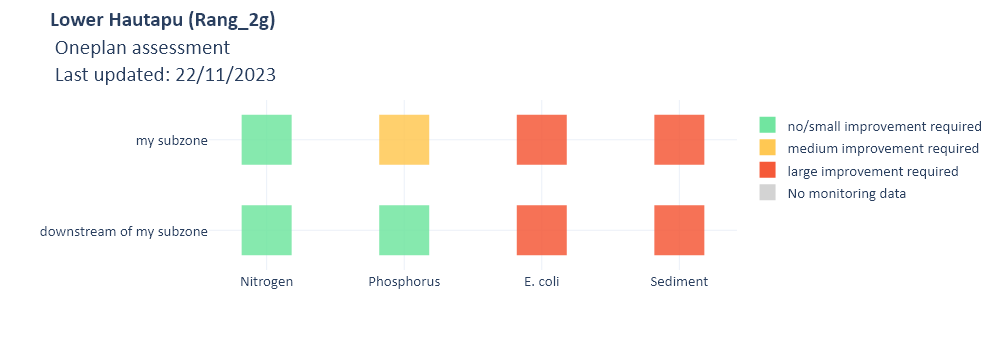 Lower Hautapu (Rang_2g)
Oneplan assessment
Last updated: 22/11/2023
my subzone
downstream of my subzone
Nitrogen Phosphorus E. coli Sediment
no/small improvement required
medium improvement required
large improvement required
No monitoring data